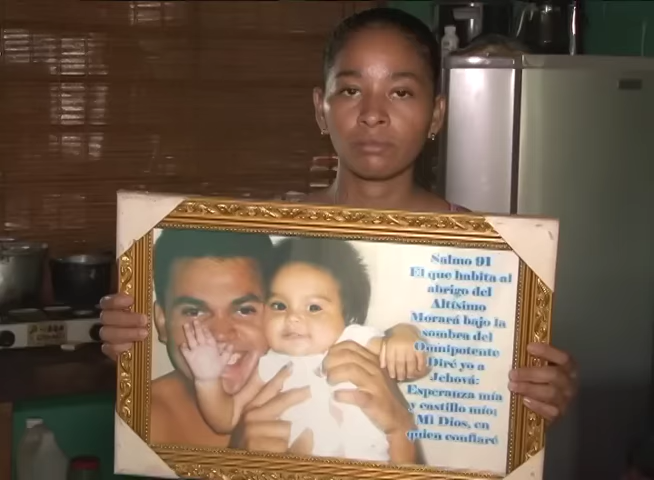 Salmo 91
El que habita al
abrigo del
Altísimo
Morará bajo la
sombra del
Omnipotente
Diré yo a
Jehová:
Esperanza mía
y castillo mío;
Mi Dios, en
quien confiaré